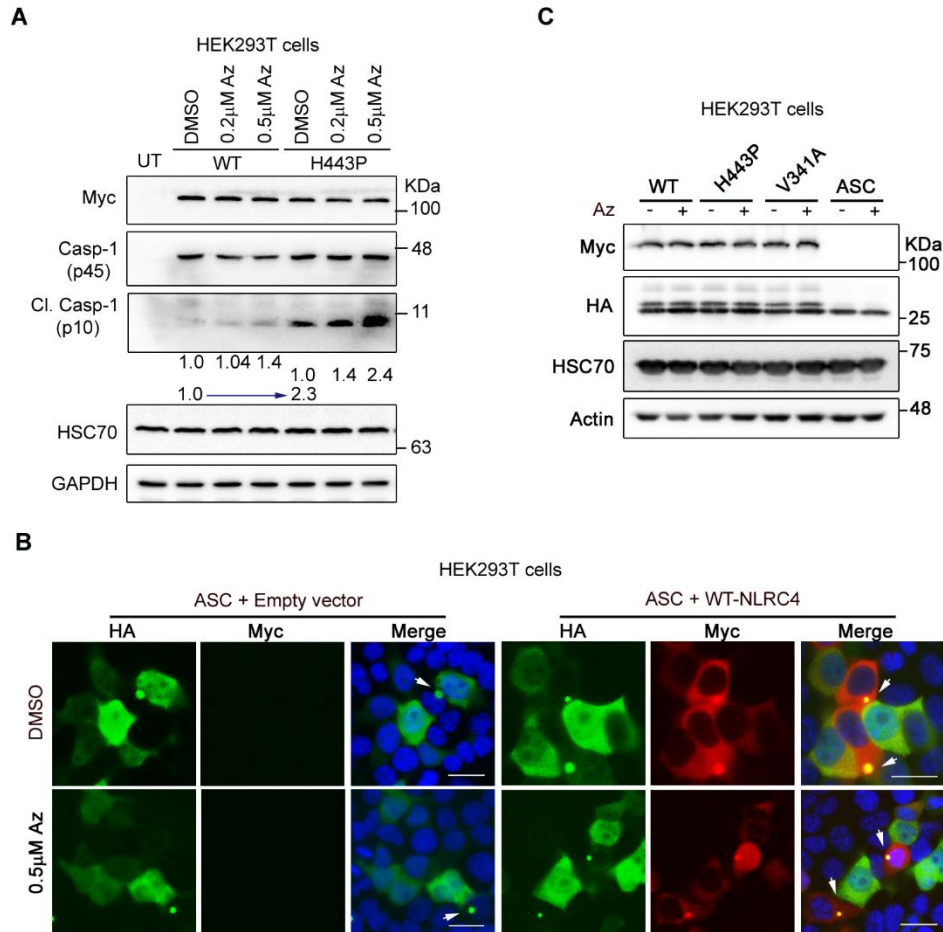 A
HEK293T cells
DMSO
0.2µM Az
0.5µM Az
DMSO
0.2µM Az
0.5µM Az
UT
WT
H443P
KDa
Myc
100
Casp-1
(p45)
48
Cl. Casp-1
(p10)
11
1.0 1.04 1.4
1.0 1.4 2.4
1.0 2.3
HSC70
63
GAPDH
C
HEK293T cells
WT
H443P
V341A
ASC
Az - + - + - + - +
Myc
KDa
100
HA
25
HSC70
75
Actin
48
B
HEK293T cells
ASC + Empty vector
ASC + WT-NLRC4
HA Myc Merge HA Myc Merge
DMSO
0.5µM Az